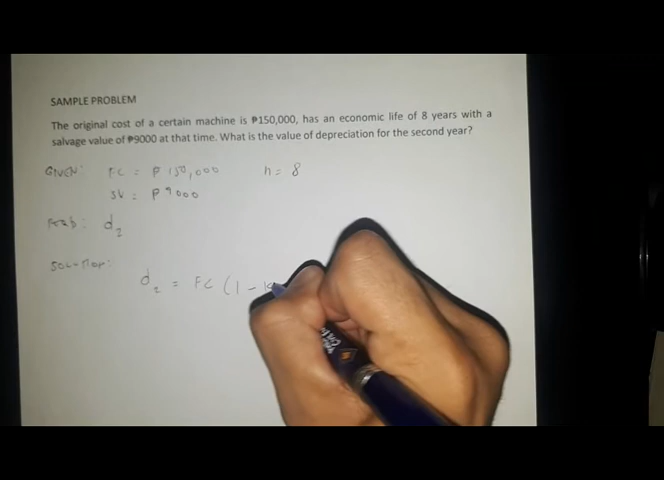 SAMPLE PROBLEM
The original cost of a certain machine is ₱150,000, has an economic life of 8 years with a
salvage value of ₱9000 at that time. What is the value of depreciation for the second year?
GIVEN: FC = ₱ 150,000 n = 8
SV = ₱ 9000
d₂
d₂ = FC (1 - k